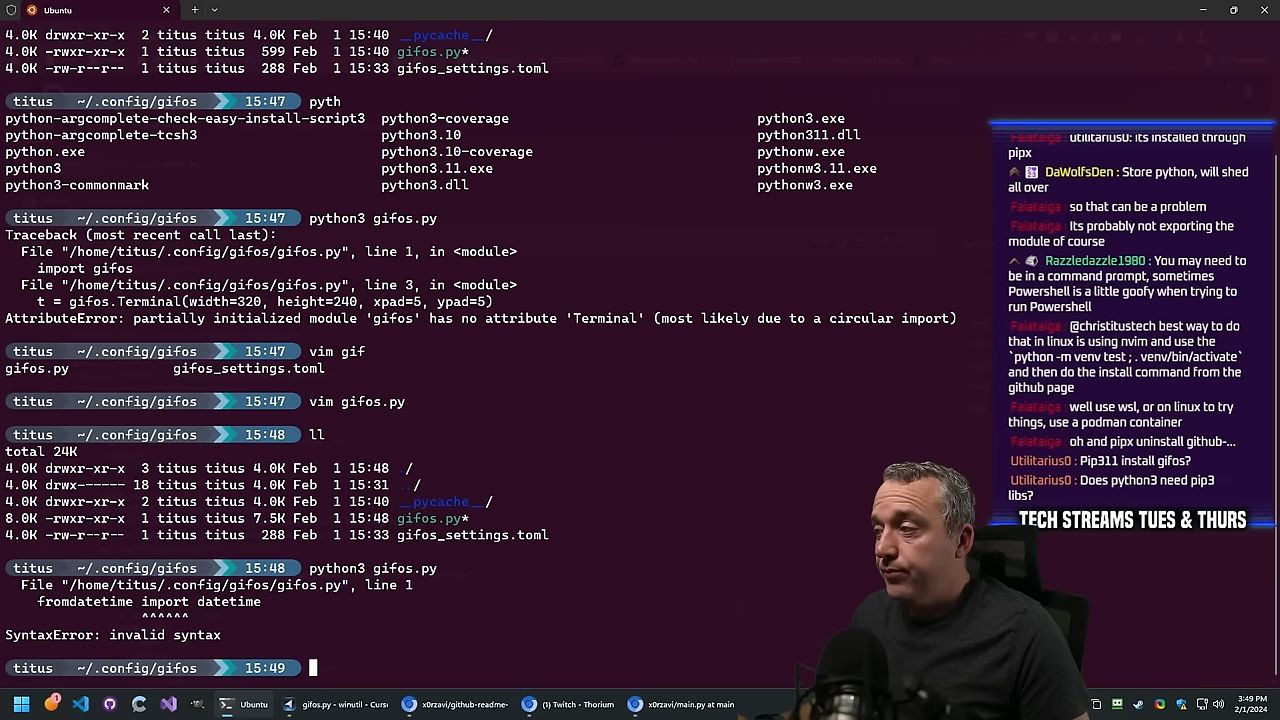 Ubuntu
4.0K drwxr-xr-x  2 titus titus 4.0K Feb  1 15:40 __pycache__/
4.0K -rwxr-xr-x  1 titus titus  599 Feb  1 15:40 gifos.py*
4.0K -rw-r--r--  1 titus titus  288 Feb  1 15:33 gifos_settings.toml
titus ~/.config/gifos 15:47 pyth
python-argcomplete-check-easy-install-script3 python3-coverage python3.exe
python-argcomplete-tcsh3 python3.10 python311.dll
python.exe python3.10-coverage pythonw.exe
python3 python3.11.exe pythonw3.11.exe
python3-commonmark python3.dll pythonw3.exe
titus ~/.config/gifos 15:47 python3 gifos.py
Traceback (most recent call last):
File "/home/titus/.config/gifos/gifos.py", line 1, in <module>
import gifos
File "/home/titus/.config/gifos/gifos.py", line 3, in <module>
t = gifos.Terminal(width=320, height=240, xpad=5, ypad=5)
AttributeError: partially initialized module 'gifos' has no attribute 'Terminal' (most likely due to a circular import)
titus ~/.config/gifos 15:47 vim gif
gifos.py gifos_settings.toml
titus ~/.config/gifos 15:47 vim gifos.py
titus ~/.config/gifos 15:48 ll
total 24K
4.0K drwxr-xr-x  3 titus titus 4.0K Feb  1 15:48 ./
4.0K drwx------ 18 titus titus 4.0K Feb  1 15:31 ../
4.0K drwxr-xr-x  2 titus titus 4.0K Feb  1 15:40 __pycache__/
8.0K -rwxr-xr-x  1 titus titus 7.5K Feb  1 15:48 gifos.py*
4.0K -rw-r--r--  1 titus titus  288 Feb  1 15:33 gifos_settings.toml
titus ~/.config/gifos 15:48 python3 gifos.py
File "/home/titus/.config/gifos/gifos.py", line 1
fromdatetime import datetime
^^^^^^
SyntaxError: invalid syntax
titus ~/.config/gifos 15:49
Faiataiga : Utilitarius0: its installed through
pipx
DaWolfsDen : Store python, will shed
all over
Faiataiga : so that can be a problem
Faiataiga : Its probably not exporting the
module of course
Razzledazzle1980 : You may need to
be in a command prompt, sometimes
Powershell is a little goofy when trying to
run Powershell
Faiataiga : @christitustech best way to do
that in linux is using nvim and use the
`python -m venv test ; . venv/bin/activate`
and then do the install command from the
github page
Faiataiga : well use wsl, or on linux to try
things, use a podman container
Faiataiga : oh and pipx uninstall github-...
Utilitarius0 : Pip311 install gifos?
Utilitarius0 : Does python3 need pip3
libs?
TECH STREAMS TUES & THURS
Ubuntu
gifos.py - winutil - Curs
x0rzavi/github-readme-
(1) Twitch - Thorium
x0rzavi/main.py at main
3:49 PM
2/1/2024